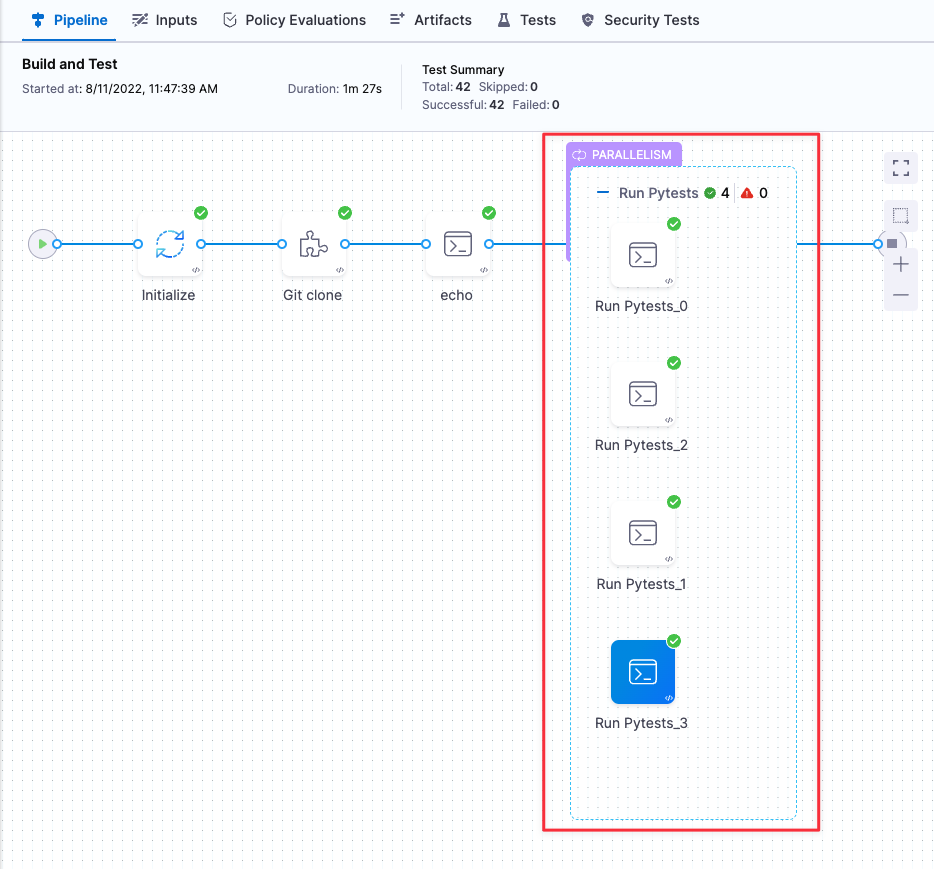 Pipeline Inputs Policy Evaluations Artifacts Tests Security Tests
Build and Test
Started at: 8/11/2022, 11:47:39 AM Duration: 1m 27s
Test Summary
Total: 42 Skipped: 0
Successful: 42 Failed: 0
PARALLELISM
Run Pytests 4 0
Initialize
Git clone
echo
Run Pytests_0
Run Pytests_2
Run Pytests_1
Run Pytests_3